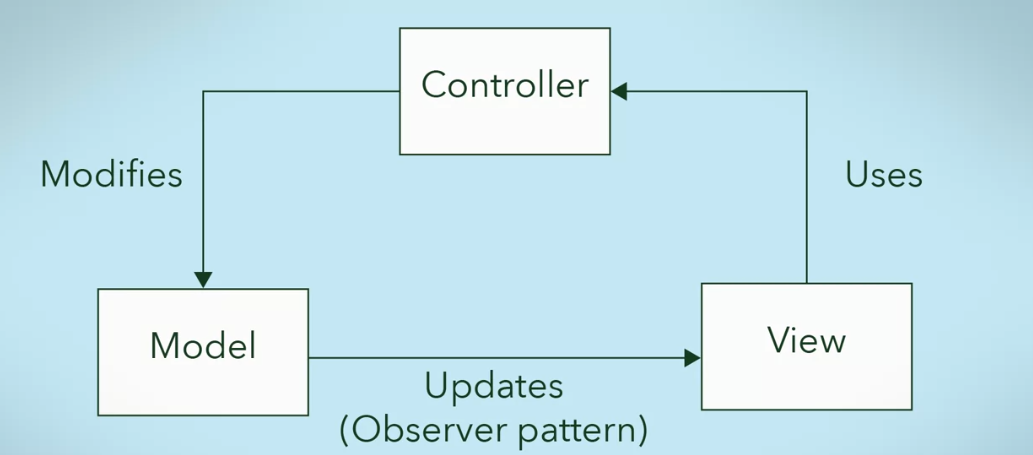 Controller
Modifies
Uses
Model
View
Updates
(Observer pattern)